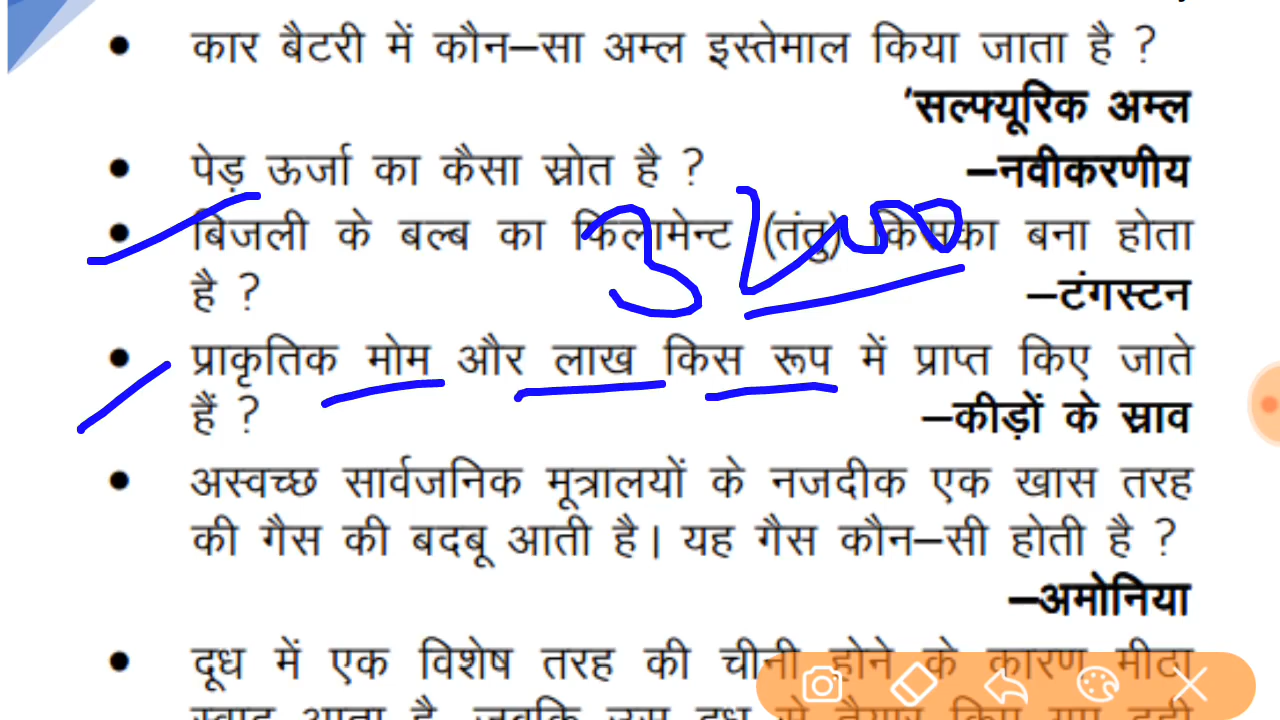 • कार बैटरी में कौन–सा अम्ल इस्तेमाल किया जाता है ?
‘सल्फ्यूरिक अम्ल
• पेड़ ऊर्जा का कैसा स्रोत है ?
–नवीकरणीय
• बिजली के बल्ब का फिलामेन्ट (तंतु) किसका बना होता
है ?
–टंगस्टन
• प्राकृतिक मोम और लाख किस रूप में प्राप्त किए जाते
हैं ?
–कीड़ों के स्राव
• अस्वच्छ सार्वजनिक मूत्रालयों के नजदीक एक खास तरह
की गैस की बदबू आती है। यह गैस कौन–सी होती है ?
–अमोनिया
• दूध में एक विशेष तरह की चीनी होने के कारण मीठा